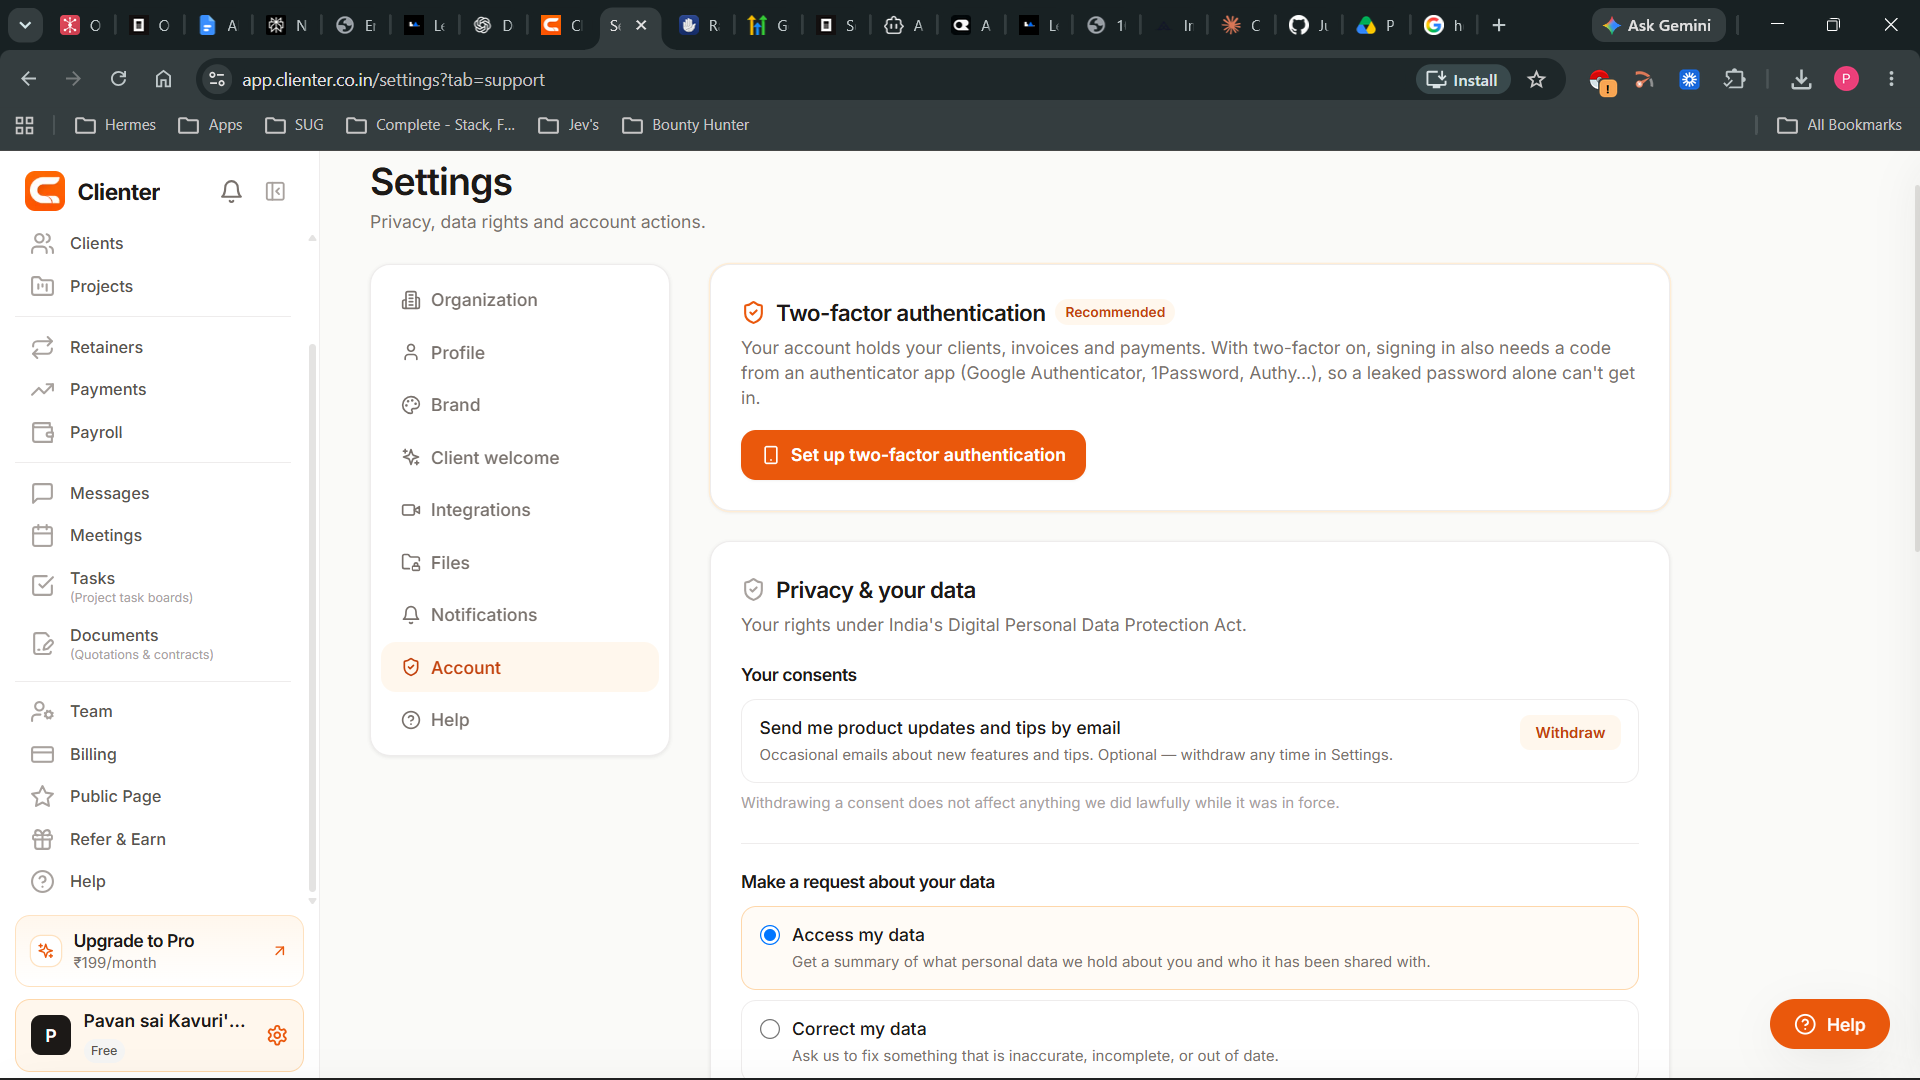 O
O
A
N
Er
Le
D
Cl
Se
R
G
S
A
A
Le
1
In
C
Ju
P
h
Ask Gemini
app.clienter.co.in/settings?tab=support
Install
P
Hermes
Apps
SUG
Complete - Stack, F...
Jev's
Bounty Hunter
All Bookmarks
Clienter
Clients
Projects
Retainers
Payments
Payroll
Messages
Meetings
Tasks
(Project task boards)
Documents
(Quotations & contracts)
Team
Billing
Public Page
Refer & Earn
Help
Upgrade to Pro
₹199/month
P
Pavan sai Kavuri'...
Free
Settings
Privacy, data rights and account actions.
Organization
Profile
Brand
Client welcome
Integrations
Files
Notifications
Account
Help
Two-factor authentication Recommended
Your account holds your clients, invoices and payments. With two-factor on, signing in also needs a code
from an authenticator app (Google Authenticator, 1Password, Authy...), so a leaked password alone can't get
in.
Set up two-factor authentication
Privacy & your data
Your rights under India's Digital Personal Data Protection Act.
Your consents
Send me product updates and tips by email
Occasional emails about new features and tips. Optional — withdraw any time in Settings.
Withdraw
Withdrawing a consent does not affect anything we did lawfully while it was in force.
Make a request about your data
Access my data
Get a summary of what personal data we hold about you and who it has been shared with.
Correct my data
Ask us to fix something that is inaccurate, incomplete, or out of date.
Help